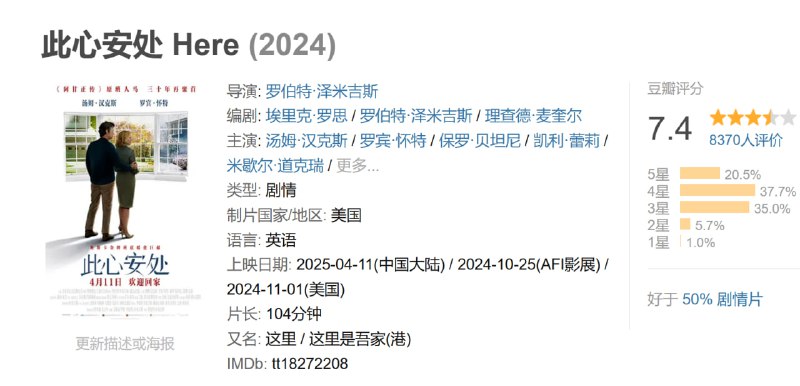 此心安处 Here (2024)
《阿甘正传》原班人马 三十年再聚首
汤姆·汉克斯 罗宾·怀特
此心安处
4月11日 欢迎回家
更新描述或海报
导演: 罗伯特·泽米吉斯
编剧: 埃里克·罗思 / 罗伯特·泽米吉斯 / 理查德·麦奎尔
主演: 汤姆·汉克斯 / 罗宾·怀特 / 保罗·贝坦尼 / 凯利·蕾莉 /
米歇尔·道克瑞 / 更多...
类型: 剧情
制片国家/地区: 美国
语言: 英语
上映日期: 2025-04-11(中国大陆) / 2024-10-25(AFI影展) /
2024-11-01(美国)
片长: 104分钟
又名: 这里 / 这里是吾家(港)
IMDb: tt18272208
豆瓣评分
7.4
8370人评价
5星 20.5%
4星 37.7%
3星 35.0%
2星 5.7%
1星 1.0%
好于 50% 剧情片